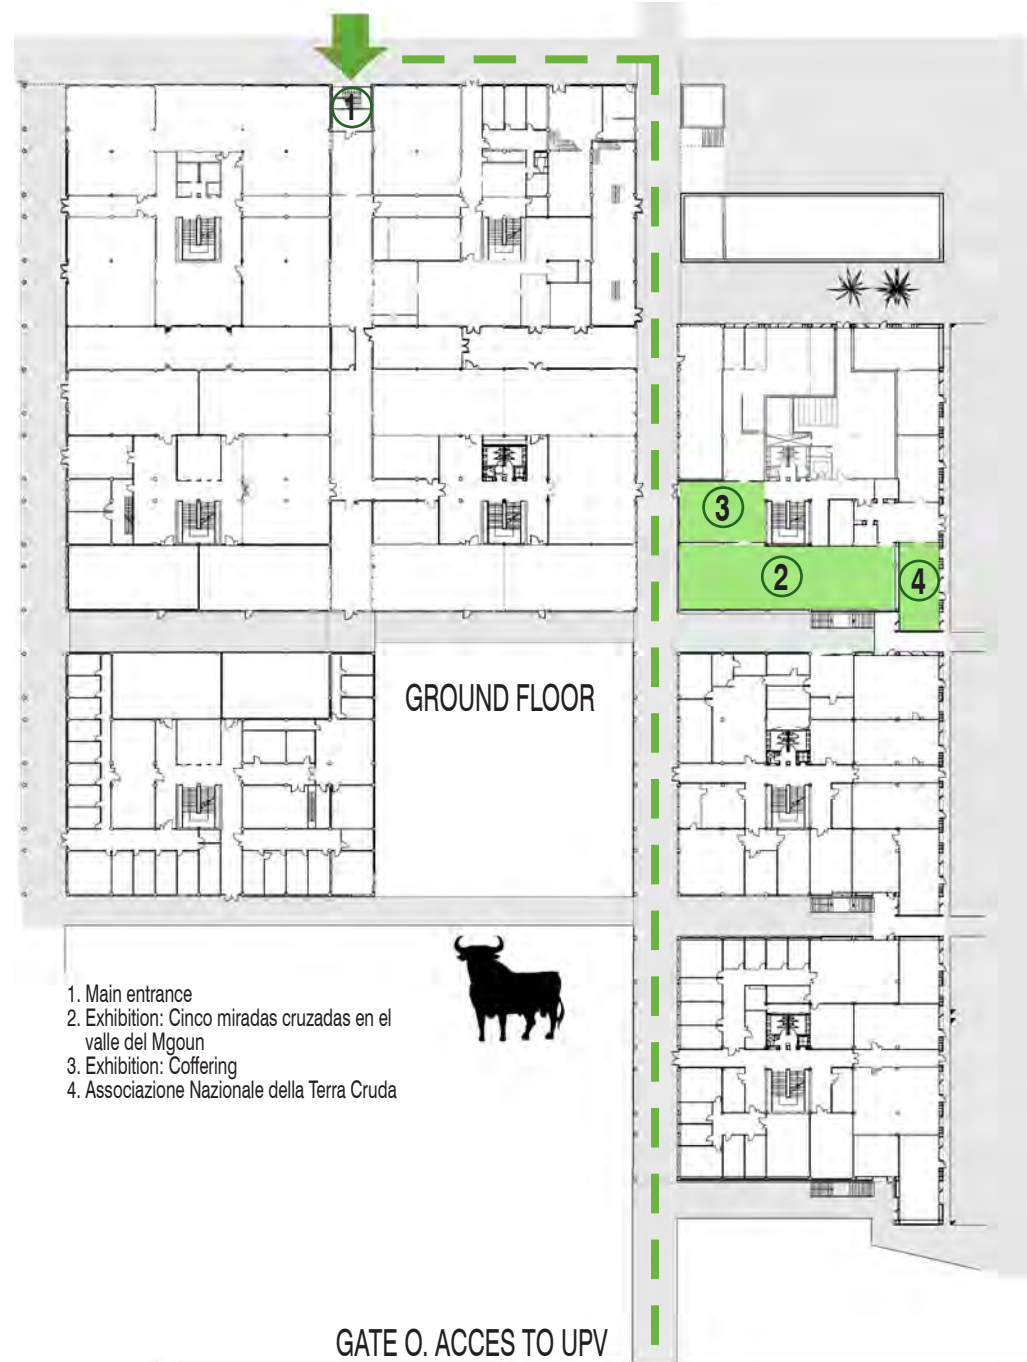 1
3
2
4
GROUND FLOOR
1. Main entrance
2. Exhibition: Cinco miradas cruzadas en el
valle del Mgoun
3. Exhibition: Coffering
4. Associazione Nazionale della Terra Cruda
GATE O. ACCES TO UPV